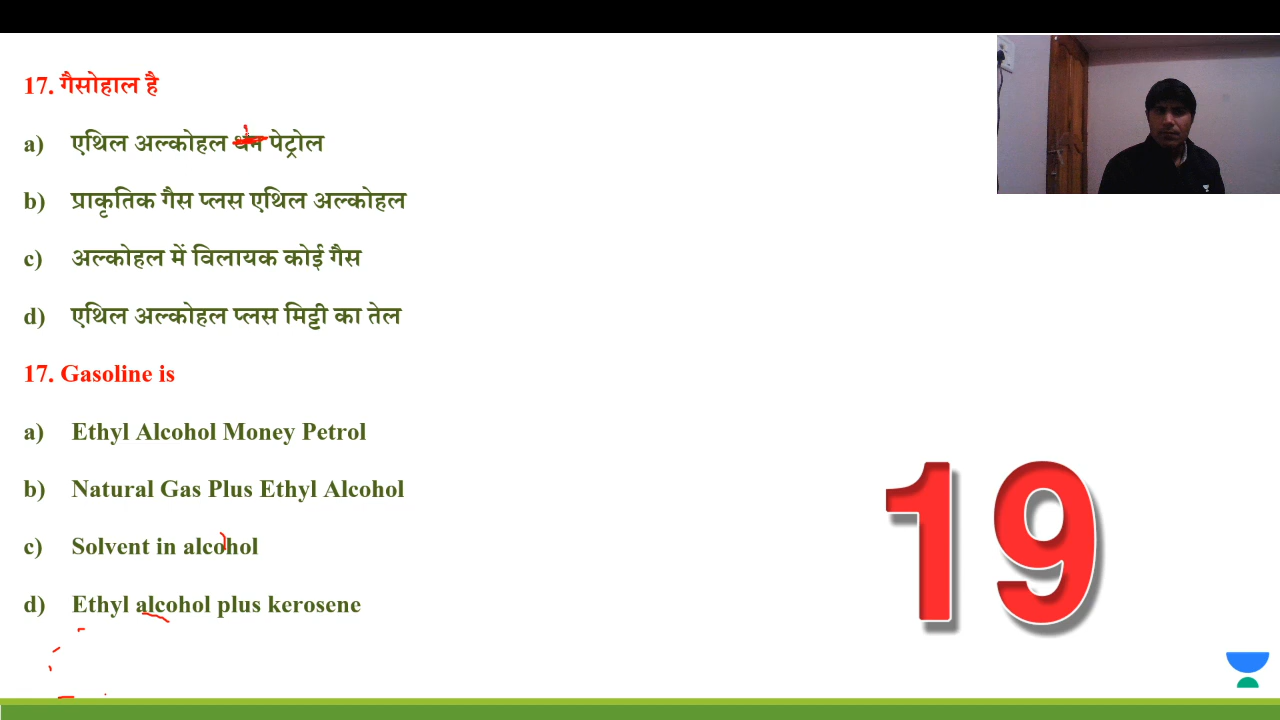 17. गैसोहाल है
a) एथिल अल्कोहल धन पेट्रोल
b) प्राकृतिक गैस प्लस एथिल अल्कोहल
c) अल्कोहल में विलायक कोई गैस
d) एथिल अल्कोहल प्लस मिट्टी का तेल
17. Gasoline is
a) Ethyl Alcohol Money Petrol
b) Natural Gas Plus Ethyl Alcohol
c) Solvent in alcohol
d) Ethyl alcohol plus kerosene
19